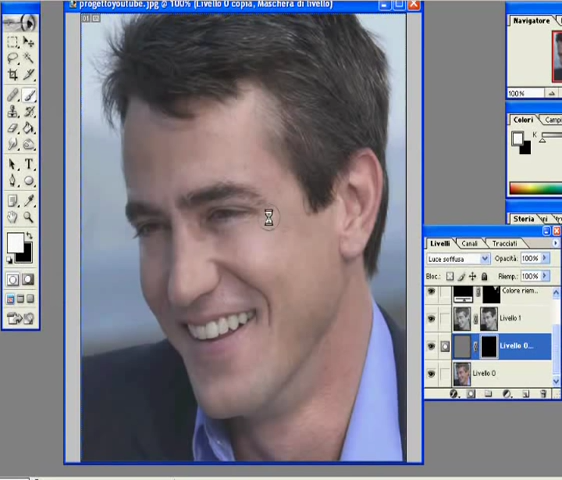 progettoyoutube.jpg @ 100% (Livello 0 copia, Maschera di livello)
Navigatore
100%
Colori
Campi
K
Storia
Livelli
Canali
Tracciati
Luce soffusa
Opacità:
100%
Bloc.:
Riemp.:
100%
Colore riem...
Livello 1
Livello 0...
Livello 0